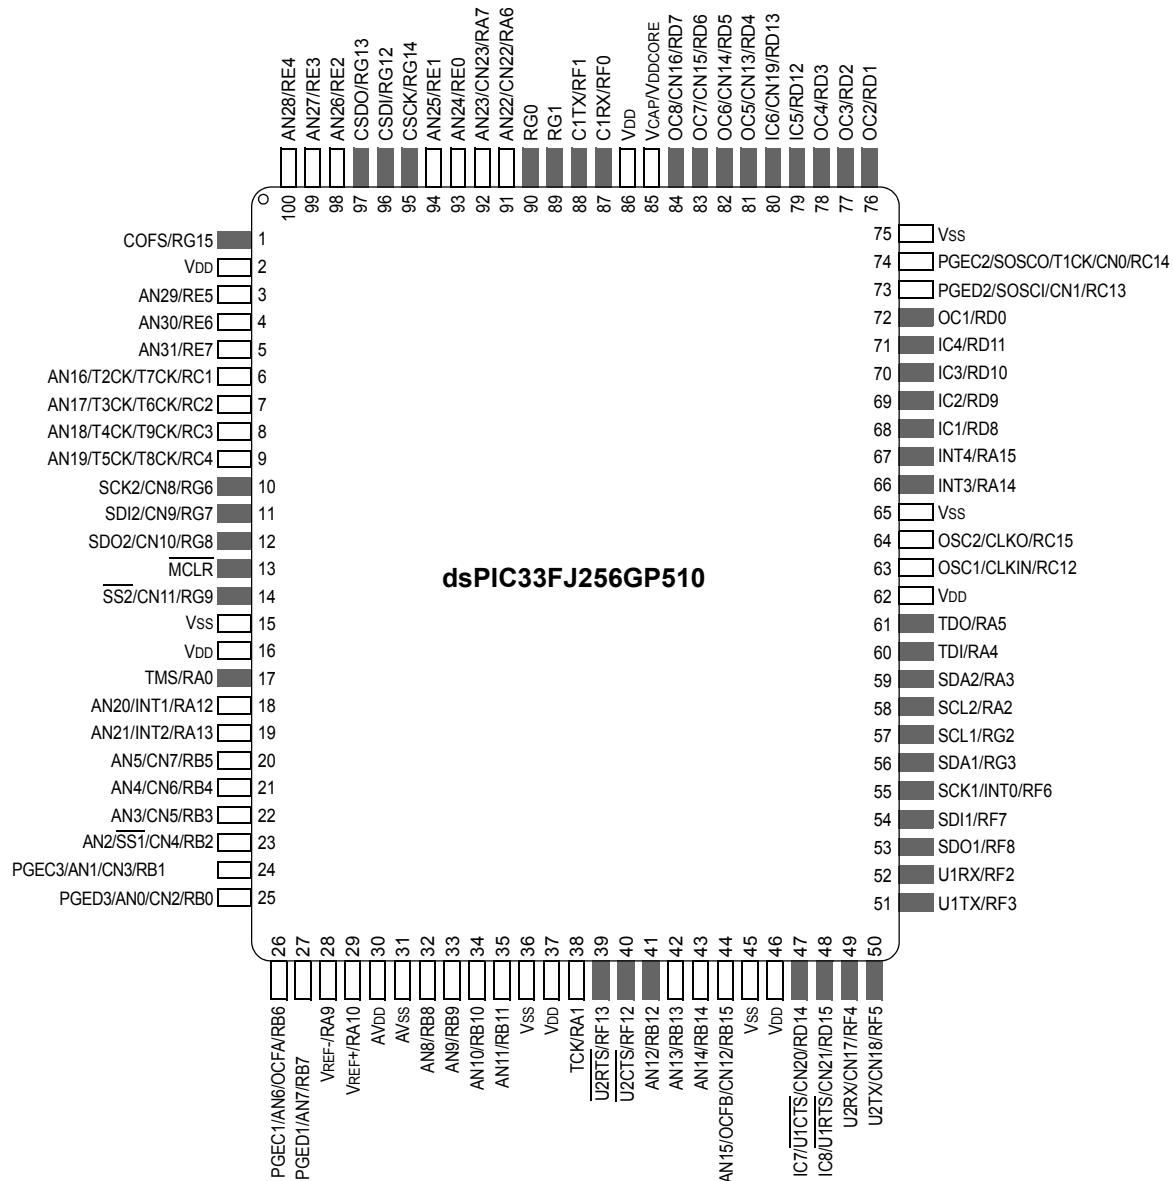 AN28/RE4
AN27/RE3
AN26/RE2
CSDO/RG13
CSDI/RG12
CSCK/RG14
AN25/RE1
AN24/RE0
AN23/CN23/RA7
AN22/CN22/RA6
RG0
RG1
C1TX/RF1
C1RX/RF0
VDD
VCAP/VDDCORE
OC8/CN16/RD7
OC7/CN15/RD6
OC6/CN14/RD5
OC5/CN13/RD4
IC6/CN19/RD13
IC5/RD12
OC4/RD3
OC3/RD2
OC2/RD1
100
99
98
97
96
95
94
93
92
91
90
89
88
87
86
85
84
83
82
81
80
79
78
77
76
COFS/RG15 1
VDD 2
AN29/RE5 3
AN30/RE6 4
AN31/RE7 5
AN16/T2CK/T7CK/RC1 6
AN17/T3CK/T6CK/RC2 7
AN18/T4CK/T9CK/RC3 8
AN19/T5CK/T8CK/RC4 9
SCK2/CN8/RG6 10
SDI2/CN9/RG7 11
SDO2/CN10/RG8 12
MCLR 13
SS2/CN11/RG9 14
VSS 15
VDD 16
TMS/RA0 17
AN20/INT1/RA12 18
AN21/INT2/RA13 19
AN5/CN7/RB5 20
AN4/CN6/RB4 21
AN3/CN5/RB3 22
AN2/SS1/CN4/RB2 23
PGEC3/AN1/CN3/RB1 24
PGED3/AN0/CN2/RB0 25
dsPIC33FJ256GP510
75 VSS
74 PGEC2/SOSCO/T1CK/CN0/RC14
73 PGED2/SOSCI/CN1/RC13
72 OC1/RD0
71 IC4/RD11
70 IC3/RD10
69 IC2/RD9
68 IC1/RD8
67 INT4/RA15
66 INT3/RA14
65 VSS
64 OSC2/CLKO/RC15
63 OSC1/CLKIN/RC12
62 VDD
61 TDO/RA5
60 TDI/RA4
59 SDA2/RA3
58 SCL2/RA2
57 SCL1/RG2
56 SDA1/RG3
55 SCK1/INT0/RF6
54 SDI1/RF7
53 SDO1/RF8
52 U1RX/RF2
51 U1TX/RF3
26
27
28
29
30
31
32
33
34
35
36
37
38
39
40
41
42
43
44
45
46
47
48
49
50
PGEC1/AN6/OCFA/RB6
PGED1/AN7/RB7
VREF-/RA9
VREF+/RA10
AVDD
AVSS
AN8/RB8
AN9/RB9
AN10/RB10
AN11/RB11
VSS
VDD
TCK/RA1
U2RTS/RF13
U2CTS/RF12
AN12/RB12
AN13/RB13
AN14/RB14
AN15/OCFB/CN12/RB15
VSS
VDD
IC7/U1CTS/CN20/RD14
IC8/U1RTS/CN21/RD15
U2RX/CN17/RF4
U2TX/CN18/RF5